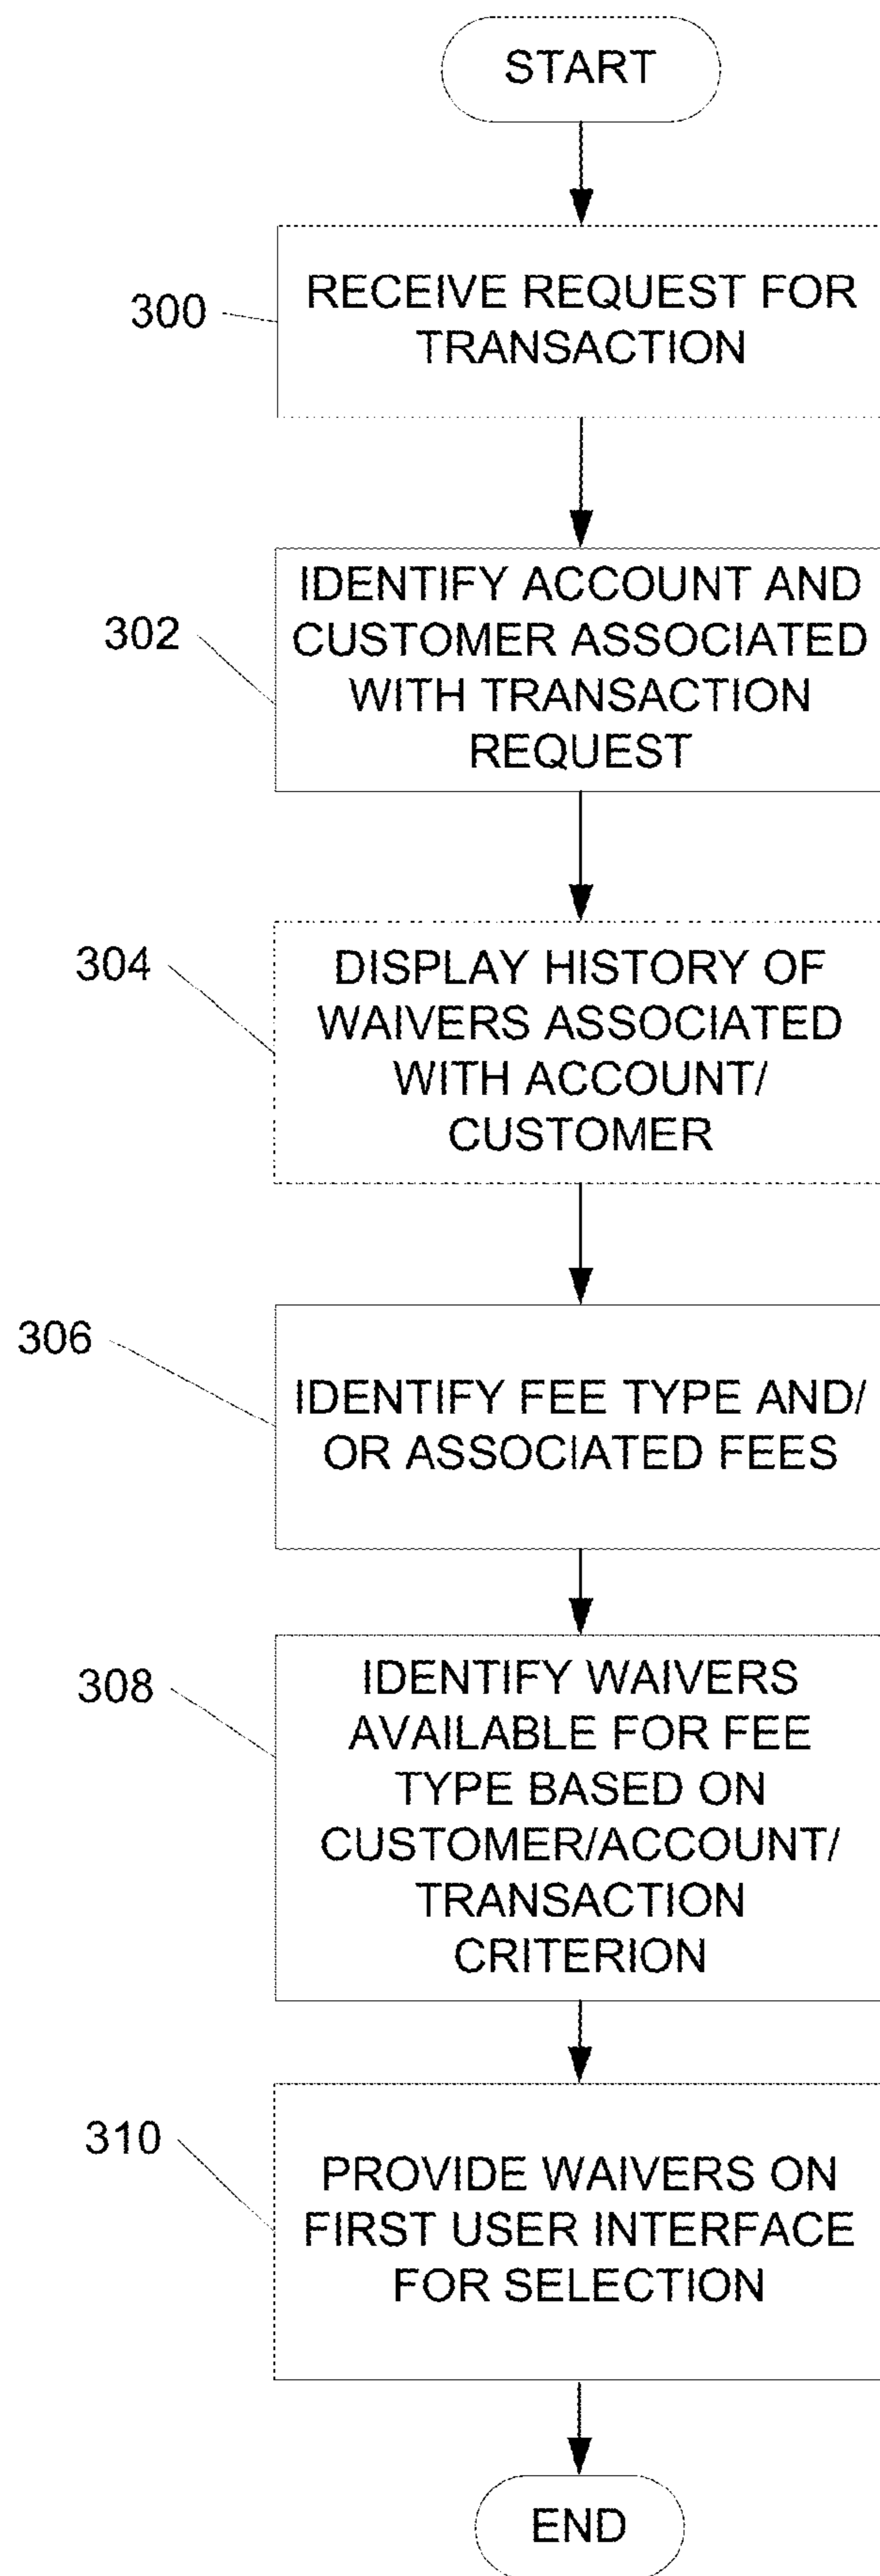 START
300
RECEIVE REQUEST FOR
TRANSACTION
302
IDENTIFY ACCOUNT AND
CUSTOMER ASSOCIATED
WITH TRANSACTION
REQUEST
304
DISPLAY HISTORY OF
WAIVERS ASSOCIATED
WITH ACCOUNT/
CUSTOMER
306
IDENTIFY FEE TYPE AND/
OR ASSOCIATED FEES
308
IDENTIFY WAIVERS
AVAILABLE FOR FEE
TYPE BASED ON
CUSTOMER/ACCOUNT/
TRANSACTION
CRITERION
310
PROVIDE WAIVERS ON
FIRST USER INTERFACE
FOR SELECTION
END